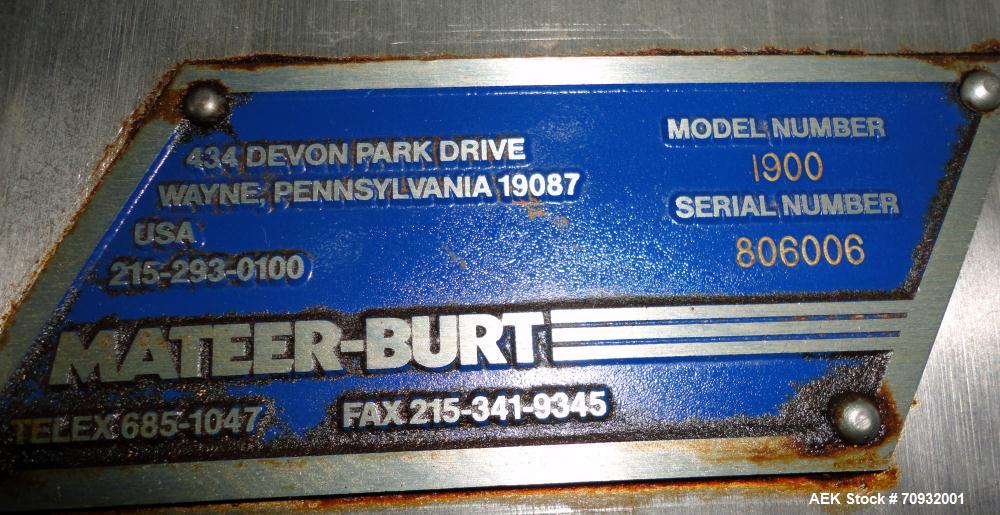 434 DEVON PARK DRIVE
WAYNE, PENNSYLVANIA 19087
USA
215-293-0100
MODEL NUMBER
1900
SERIAL NUMBER
806006
MATEER-BURT
TELEX 685-1047
FAX 215-341-9345
AEK Stock # 70932001